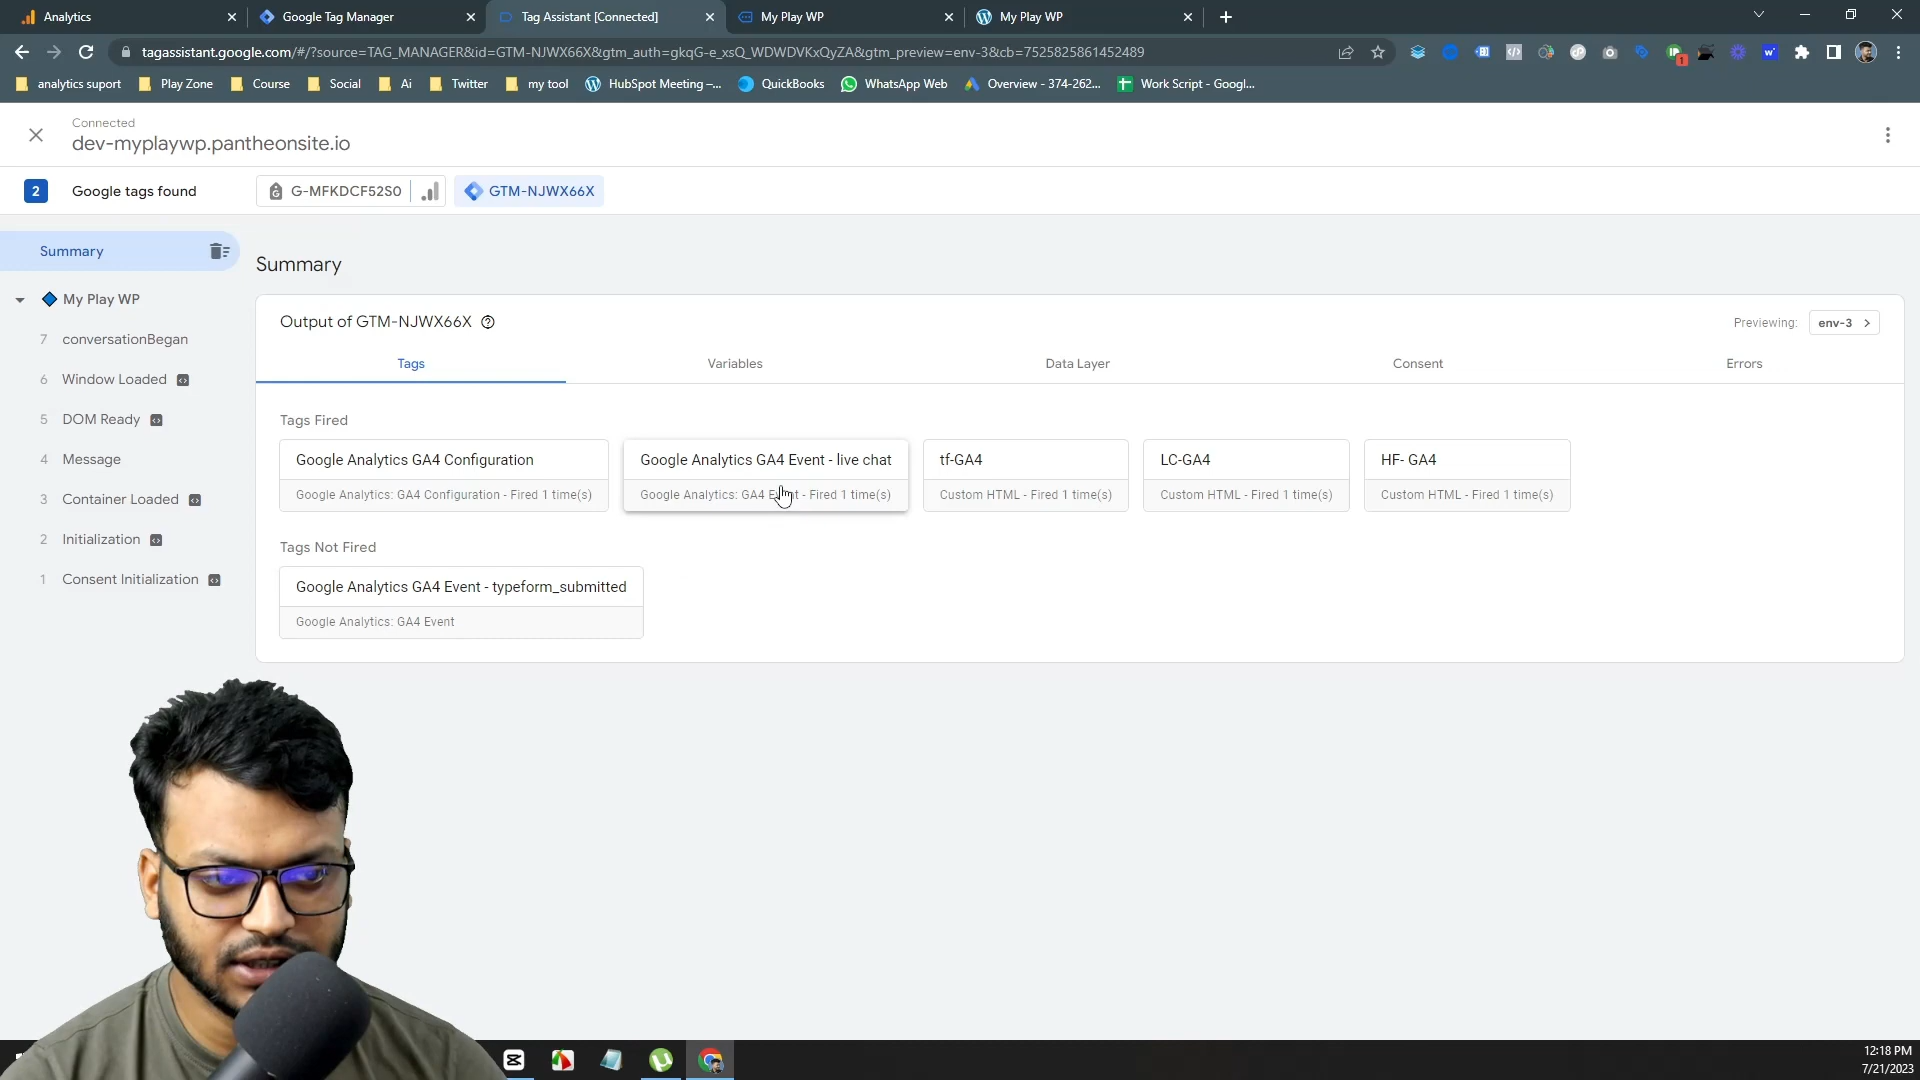 Analytics
Google Tag Manager
Tag Assistant [Connected]
My Play WP
My Play WP
tagassistant.google.com/#/?source=TAG_MANAGER&id=GTM-NJWX66X&gtm_auth=gkqG-e_xsQ_WDWDVKxQyZA&gtm_preview=env-3&cb=7525825861452489
analytics suport
Play Zone
Course
Social
Ai
Twitter
my tool
HubSpot Meeting –...
QuickBooks
WhatsApp Web
Overview - 374-262...
Work Script - Googl...
Connected
dev-myplaywp.pantheonsite.io
2
Google tags found
G-MFKDCF52S0
GTM-NJWX66X
Summary
My Play WP
7 conversationBegan
6 Window Loaded
5 DOM Ready
4 Message
3 Container Loaded
2 Initialization
1 Consent Initialization
Summary
Output of GTM-NJWX66X
Previewing: env-3
Tags
Variables
Data Layer
Consent
Errors
Tags Fired
Google Analytics GA4 Configuration
Google Analytics: GA4 Configuration - Fired 1 time(s)
Google Analytics GA4 Event - live chat
Google Analytics: GA4 Event - Fired 1 time(s)
tf-GA4
Custom HTML - Fired 1 time(s)
LC-GA4
Custom HTML - Fired 1 time(s)
HF- GA4
Custom HTML - Fired 1 time(s)
Tags Not Fired
Google Analytics GA4 Event - typeform_submitted
Google Analytics: GA4 Event
12:18 PM
7/21/2023